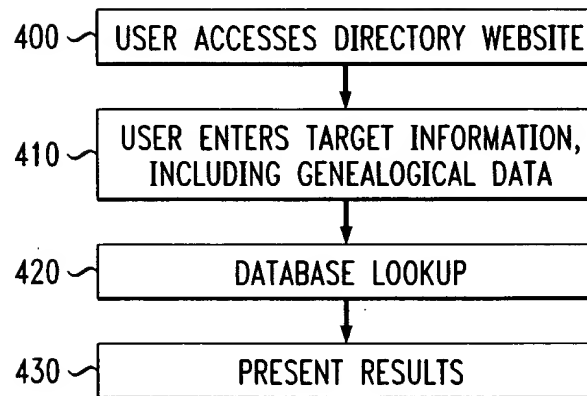 400 USER ACCESSES DIRECTORY WEBSITE
410 USER ENTERS TARGET INFORMATION,
INCLUDING GENEALOGICAL DATA
420 DATABASE LOOKUP
430 PRESENT RESULTS